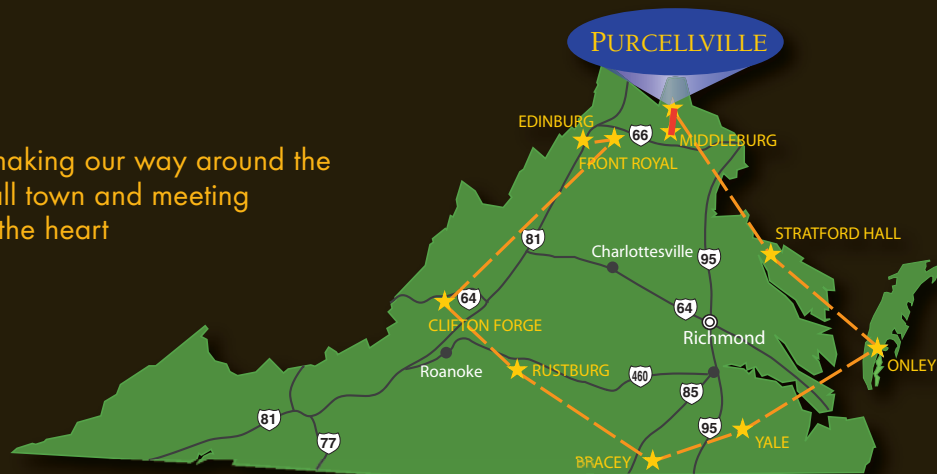 PURCELLVILLE
EDINBURG
66
MIDDLEBURG
FRONT ROYAL
making our way around the
all town and meeting
the heart
STRATFORD HALL
81
Charlottesville
95
64
64
CLIFTON FORGE
Richmond
ONLEY
Roanoke
RUSTBURG
460
85
81
95
77
YALE
BRACEY